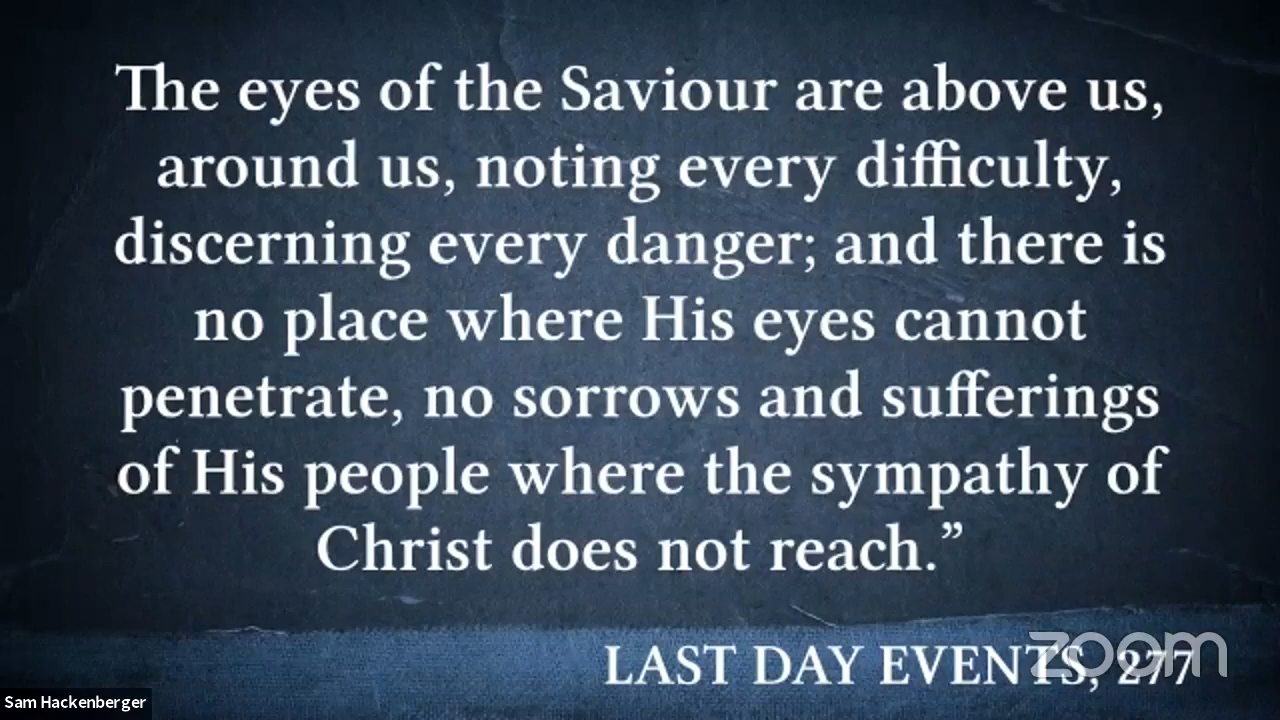 The eyes of the Saviour are above us,
around us, noting every difficulty,
discerning every danger; and there is
no place where His eyes cannot
penetrate, no sorrows and sufferings
of His people where the sympathy of
Christ does not reach.”
LAST DAY EVENTS, 277
zoom
Sam Hackenberger